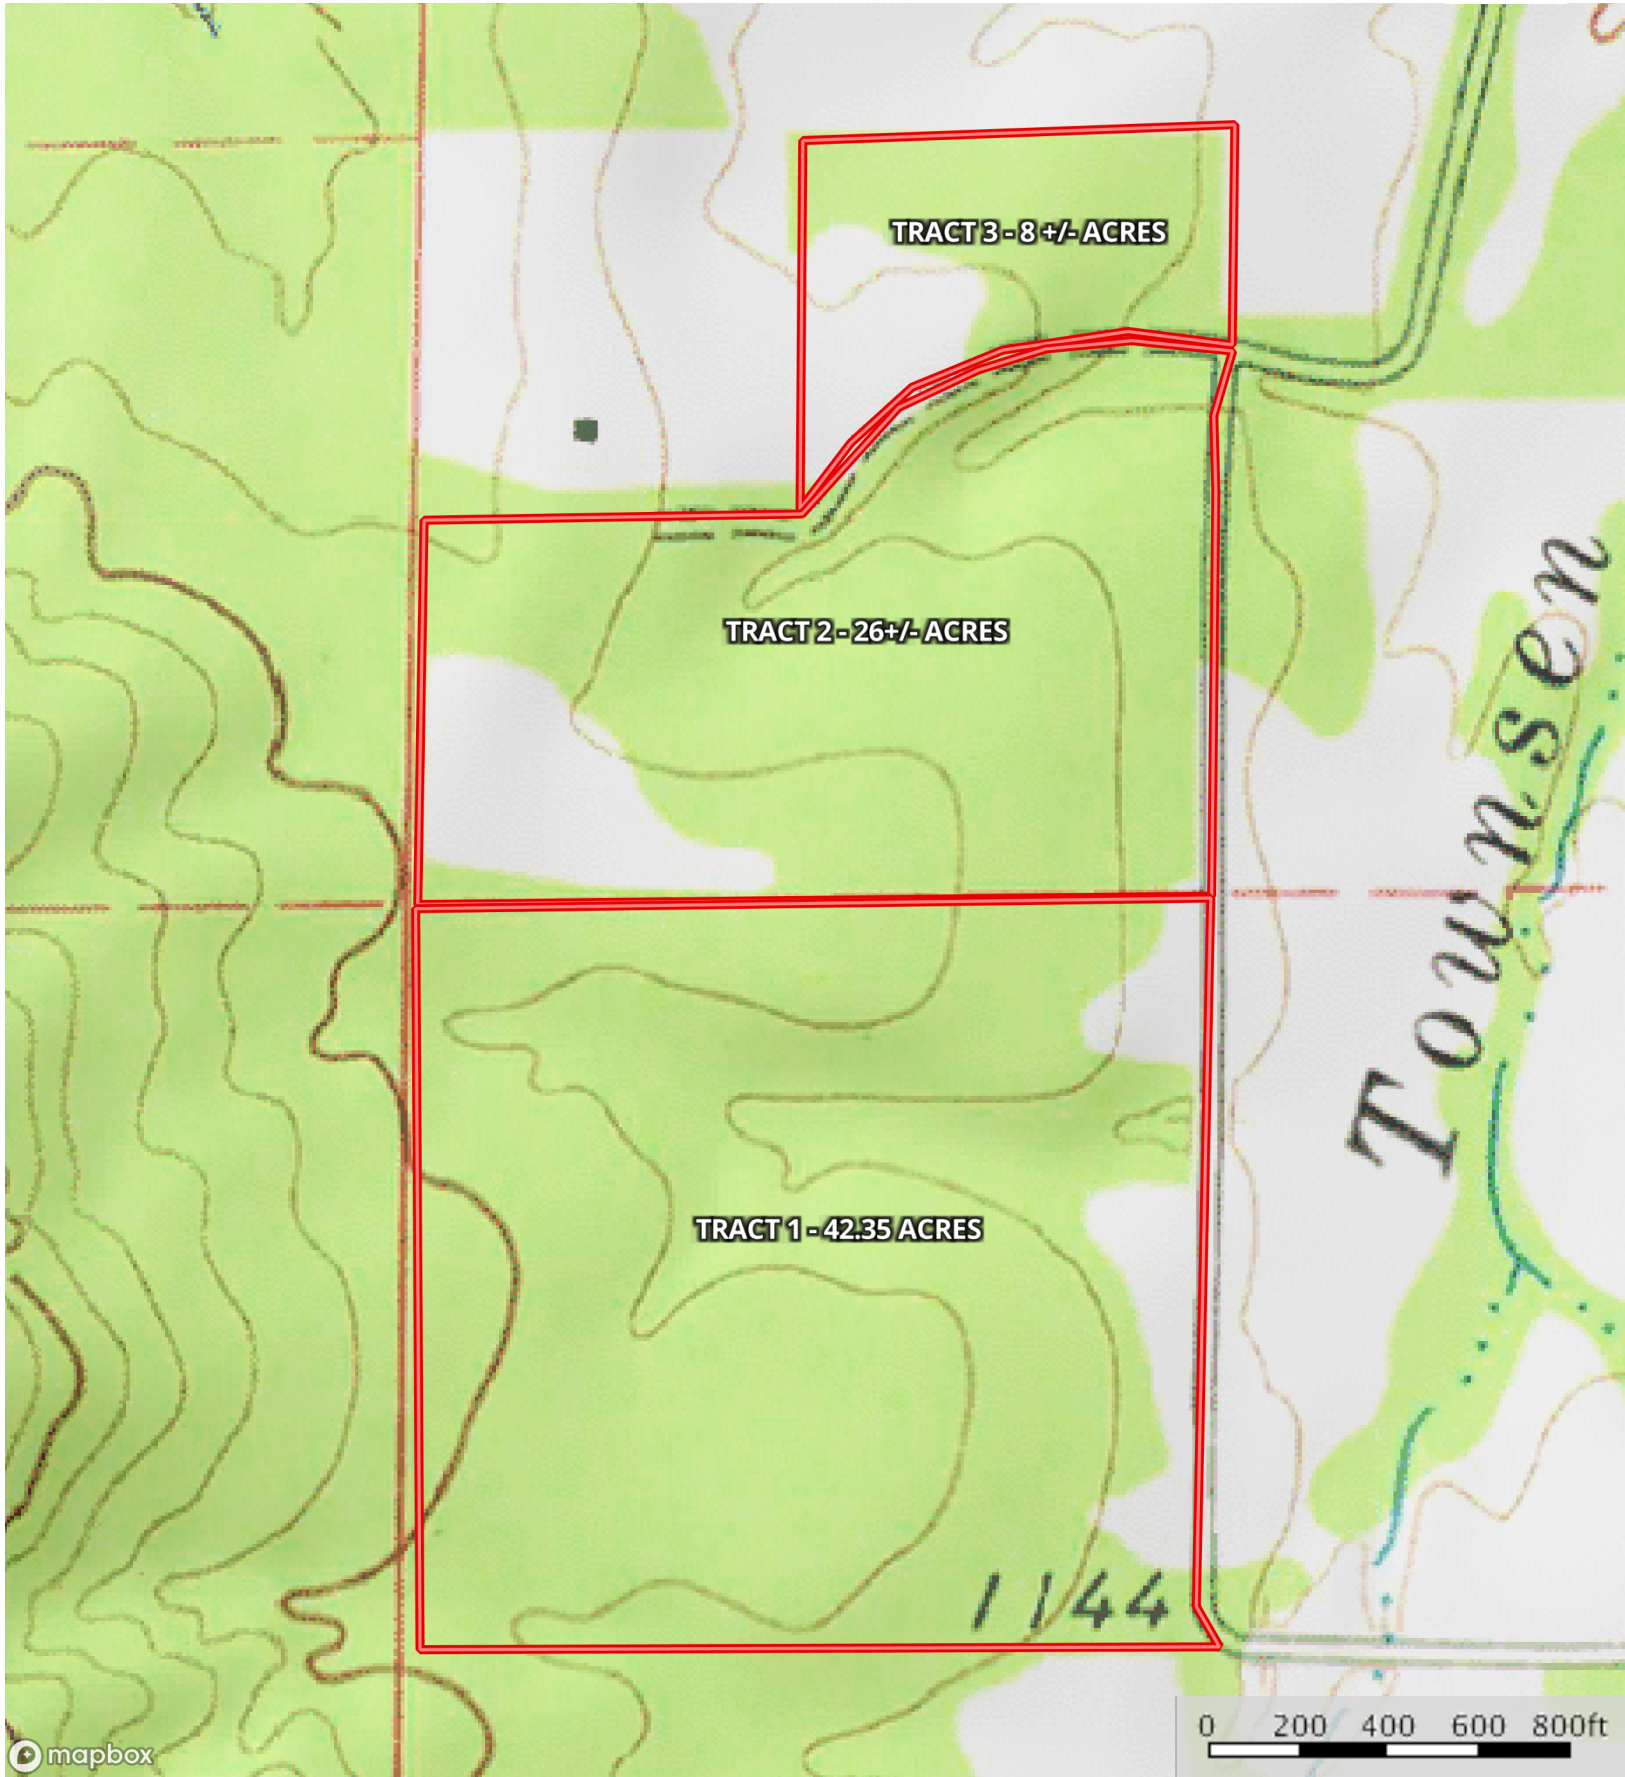 TRACT 3 - 8 +/- ACRES
TRACT 2 - 26+/- ACRES
Townsen
TRACT 1 - 42.35 ACRES
1144
0 200 400 600 800ft
mapbox